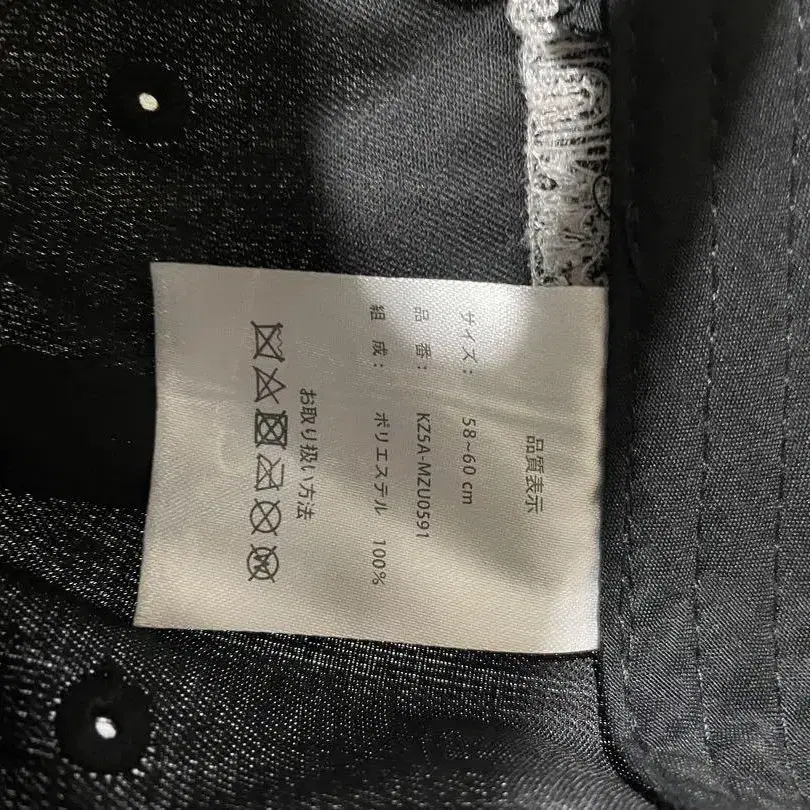 品質表示
サイズ: 58~60 cm
品番: KZ5A-MZU0591
組成: ポリエステル 100%
お取り扱い方法